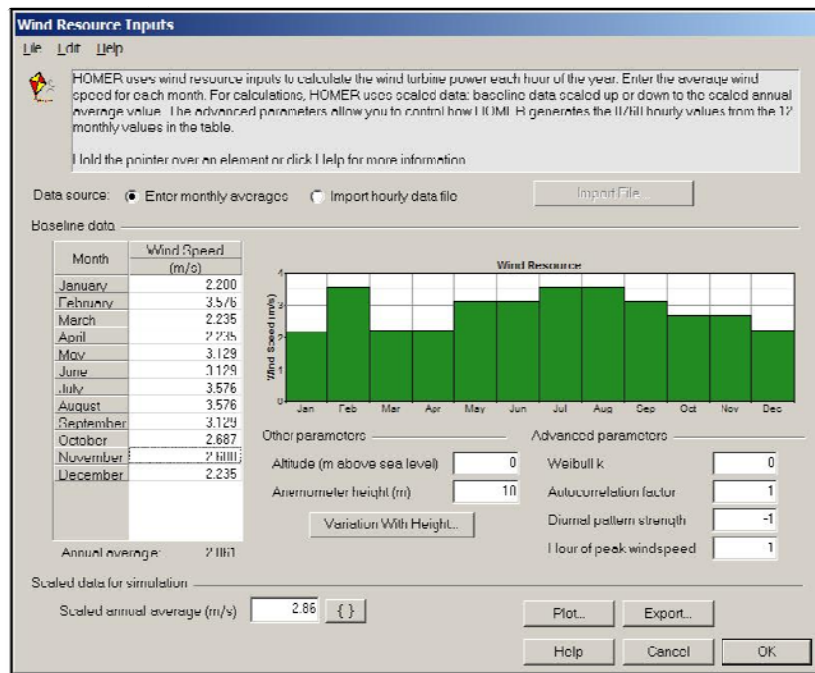 Wind Resource Inputs
File Edit Help
HOMER uses wind resource inputs to calculate the wind turbine power each hour of the year. Enter the average wind
speed for each month. For calculations, HOMER uses scaled data: baseline data scaled up or down to the scaled annual
average value. The advanced parameters allow you to control how HOMER generates the 8760 hourly values from the 12
monthly values in the table.
Hold the pointer over an element or click Help for more information.
Data source: Enter monthly averages Import hourly data file Import File...
Baseline data
Month Wind Speed
(m/s)
January 2.200
February 3.576
March 2.235
April 2.235
May 3.129
June 3.129
July 3.576
August 3.576
September 3.129
October 2.687
November
December 2.235
Annual average:
Wind Resource
Wind Speed (m/s)
4
3
2
1
0
Jan Feb Mar Apr May Jun Jul Aug Sep Oct Nov Dec
Other parameters
Altitude (m above sea level) 0
Anemometer height (m) 10
Variation With Height...
Advanced parameters
Weibull k 0
Autocorrelation factor 1
Diurnal pattern strength -1
Hour of peak windspeed 1
Scaled data for simulation
Scaled annual average (m/s) 2.86 { }
Plot... Export...
Help Cancel OK